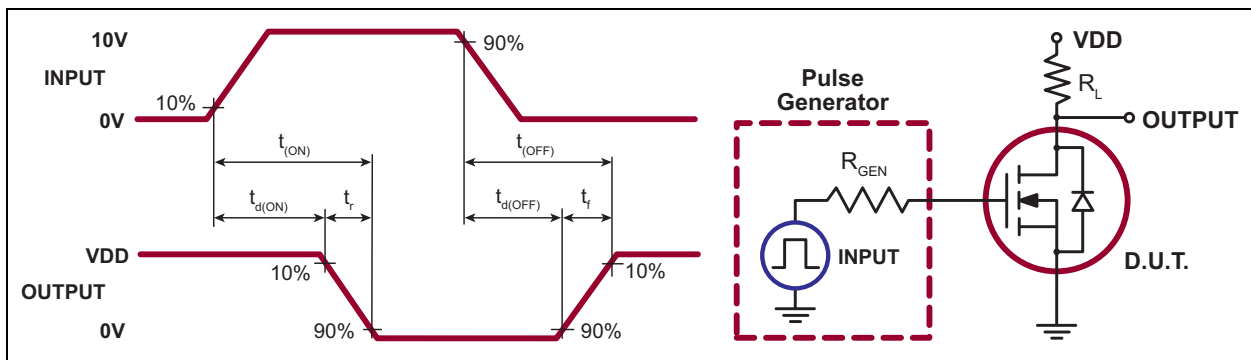 10V
INPUT
0V
10%
90%
t(ON)
t(OFF)
td(ON)
tr
td(OFF)
tf
VDD
OUTPUT
0V
10%
90%
90%
10%
Pulse
Generator
RGEN
INPUT
VDD
RL
OUTPUT
D.U.T.